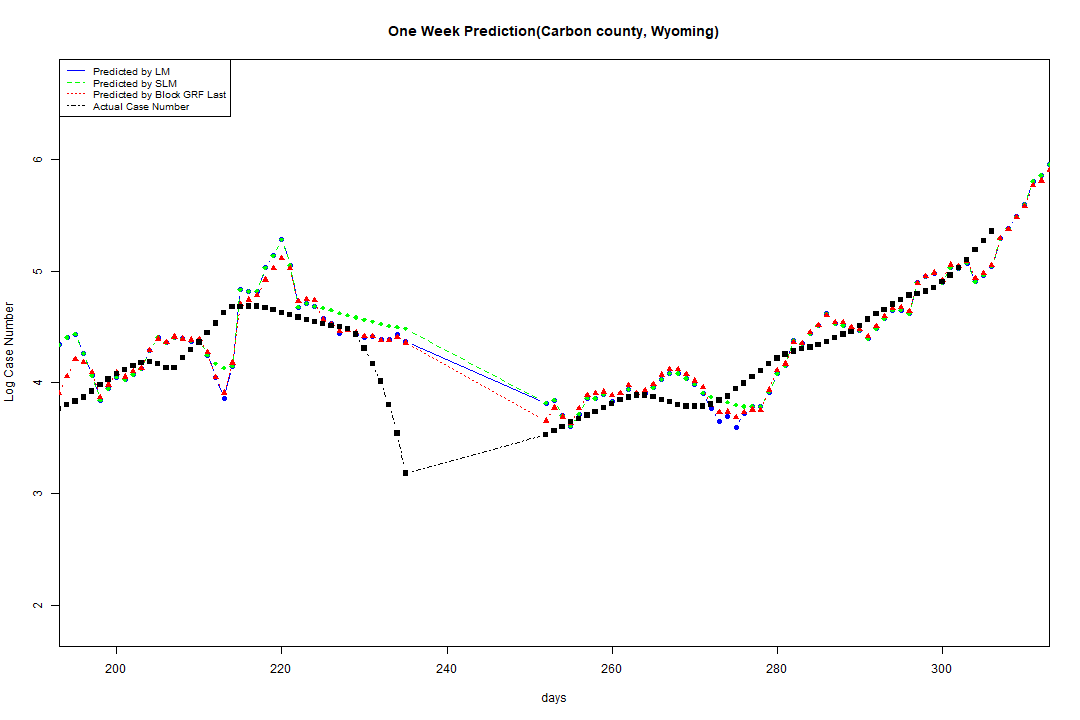 One Week Prediction(Carbon county, Wyoming)
Predicted by LM
Predicted by SLM
Predicted by Block GRF Last
Actual Case Number
6
5
4
3
2
Log Case Number
200 220 240 260 280 300
days